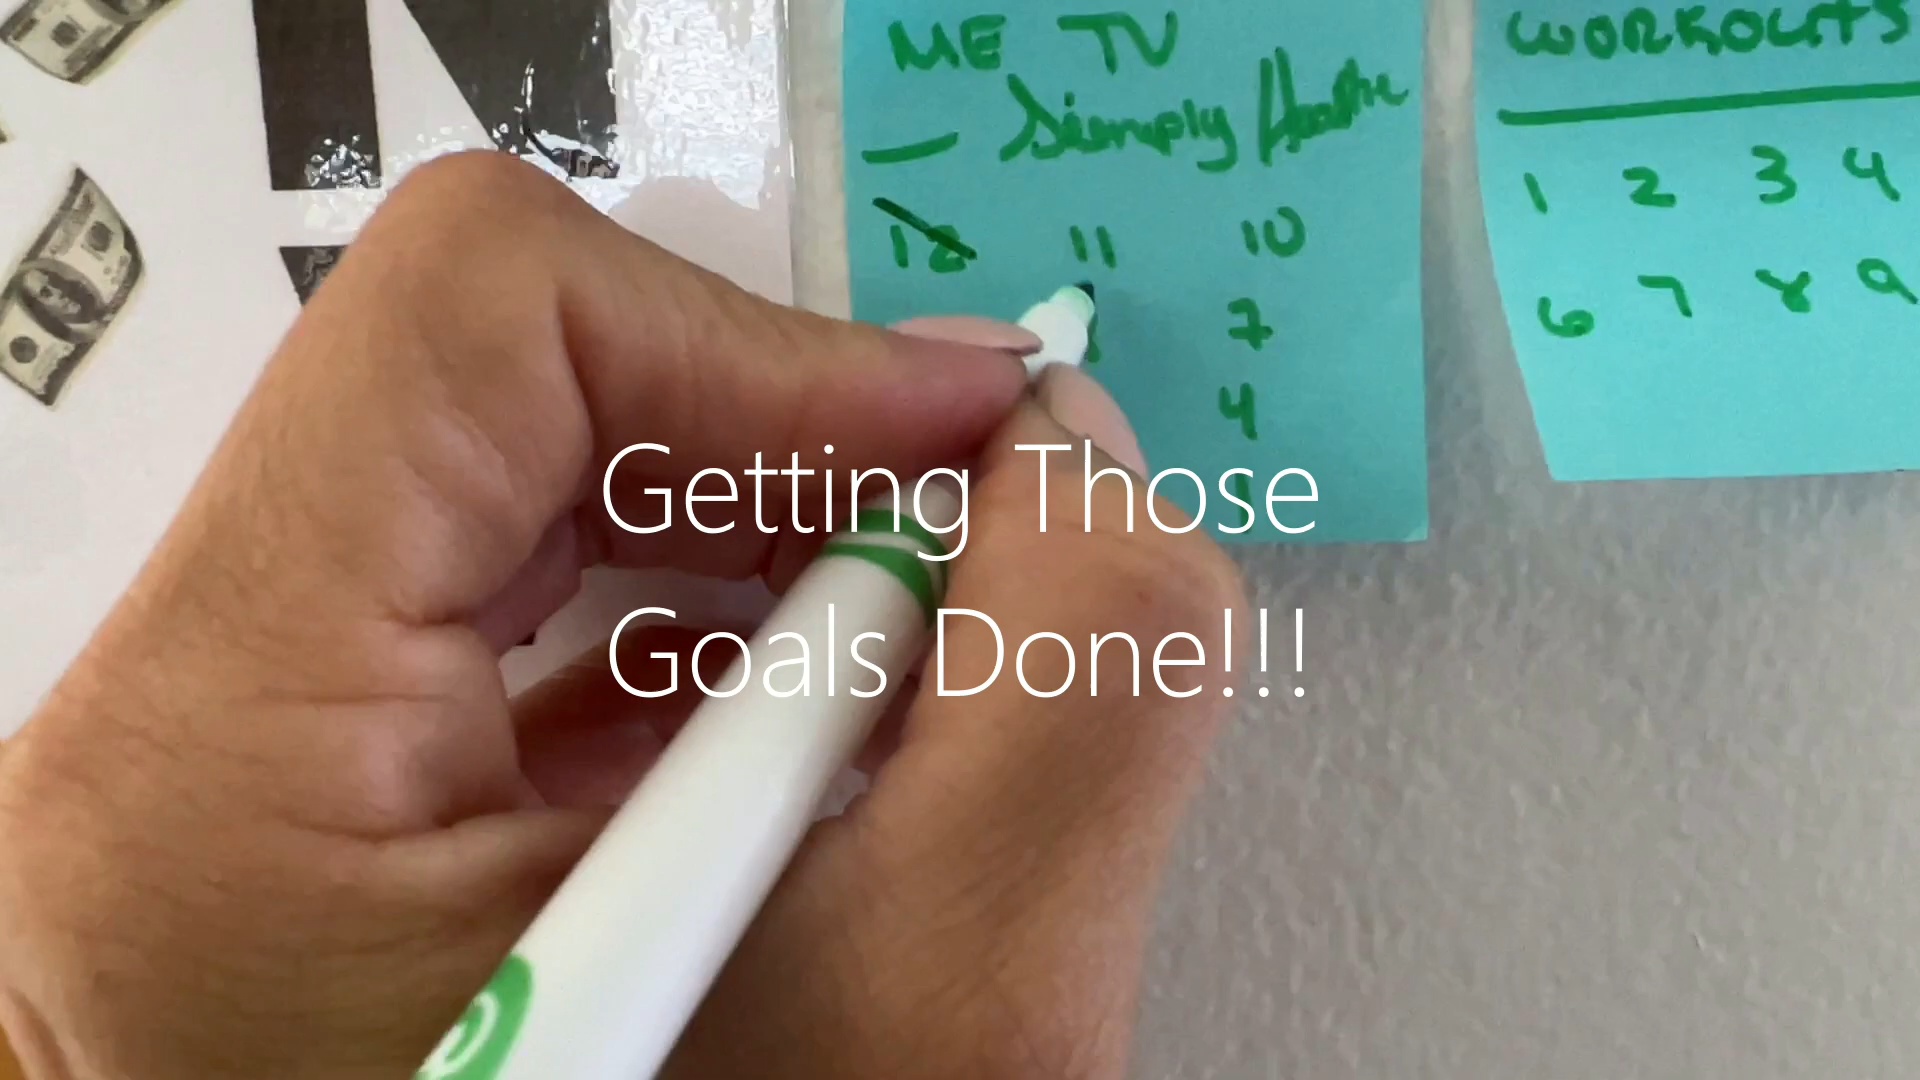 ME TV
— Simply
12 11 10
7
4
1
WORKOUTS
1 2 3 4
6 7 8 9
Getting Those
Goals Done!!!